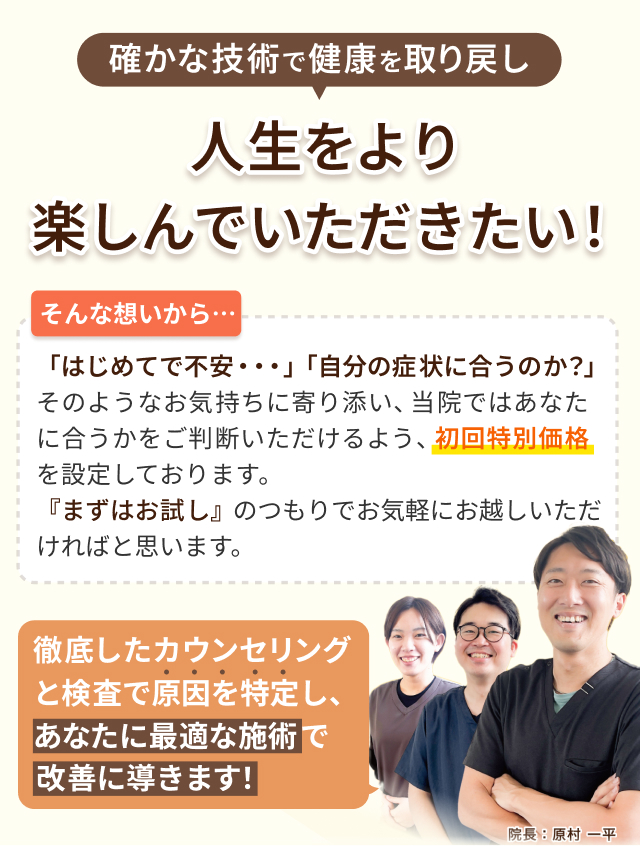 確かな技術で健康を取り戻し
人生をより
楽しんでいただきたい！
そんな想いから…
「はじめてで不安・・・」「自分の症状に合うのか？」
そのようなお気持ちに寄り添い、当院ではあなた
に合うかをご判断いただけるよう、初回特別価格
を設定しております。
『まずはお試し』のつもりでお気軽にお越しいただ
ければと思います。
徹底したカウンセリング
と検査で原因を特定し、
あなたに最適な施術で
改善に導きます！
院長：原村 一平